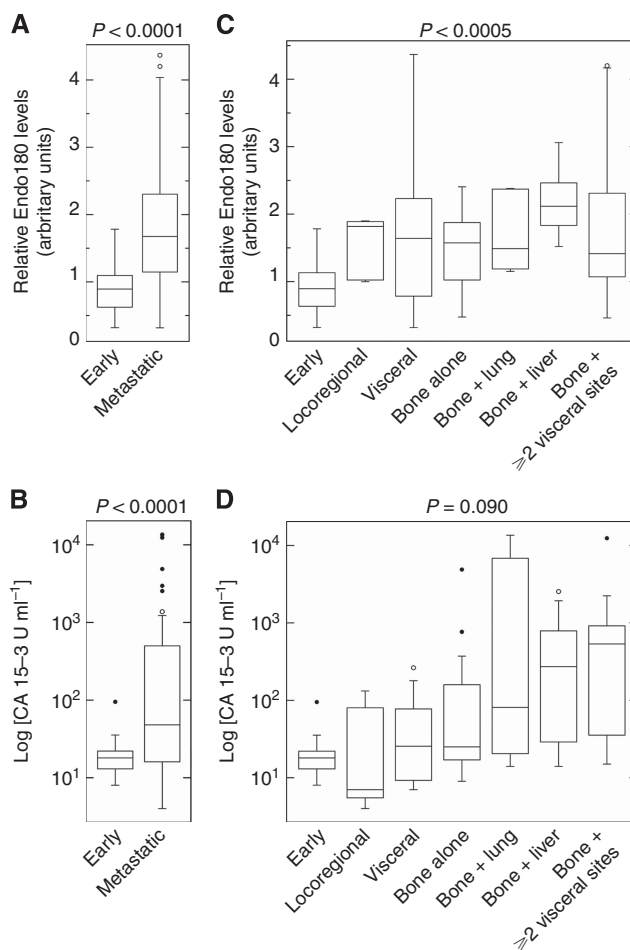 A
P < 0.0001
Relative Endo180 levels
(arbritary units)
4
3
2
1
0
Early
Metastatic
C
P < 0.0005
Relative Endo180 levels
(arbritary units)
4
3
2
1
0
Early
Locoregional
Visceral
Bone alone
Bone + lung
Bone + liver
Bone +
⩾2 visceral sites
B
P < 0.0001
Log [CA 15–3 U ml⁻¹]
10⁴
10³
10²
10¹
Early
Metastatic
D
P = 0.090
Log [CA 15–3 U ml⁻¹]
10⁴
10³
10²
10¹
Early
Locoregional
Visceral
Bone alone
Bone + lung
Bone + liver
Bone +
⩾2 visceral sites